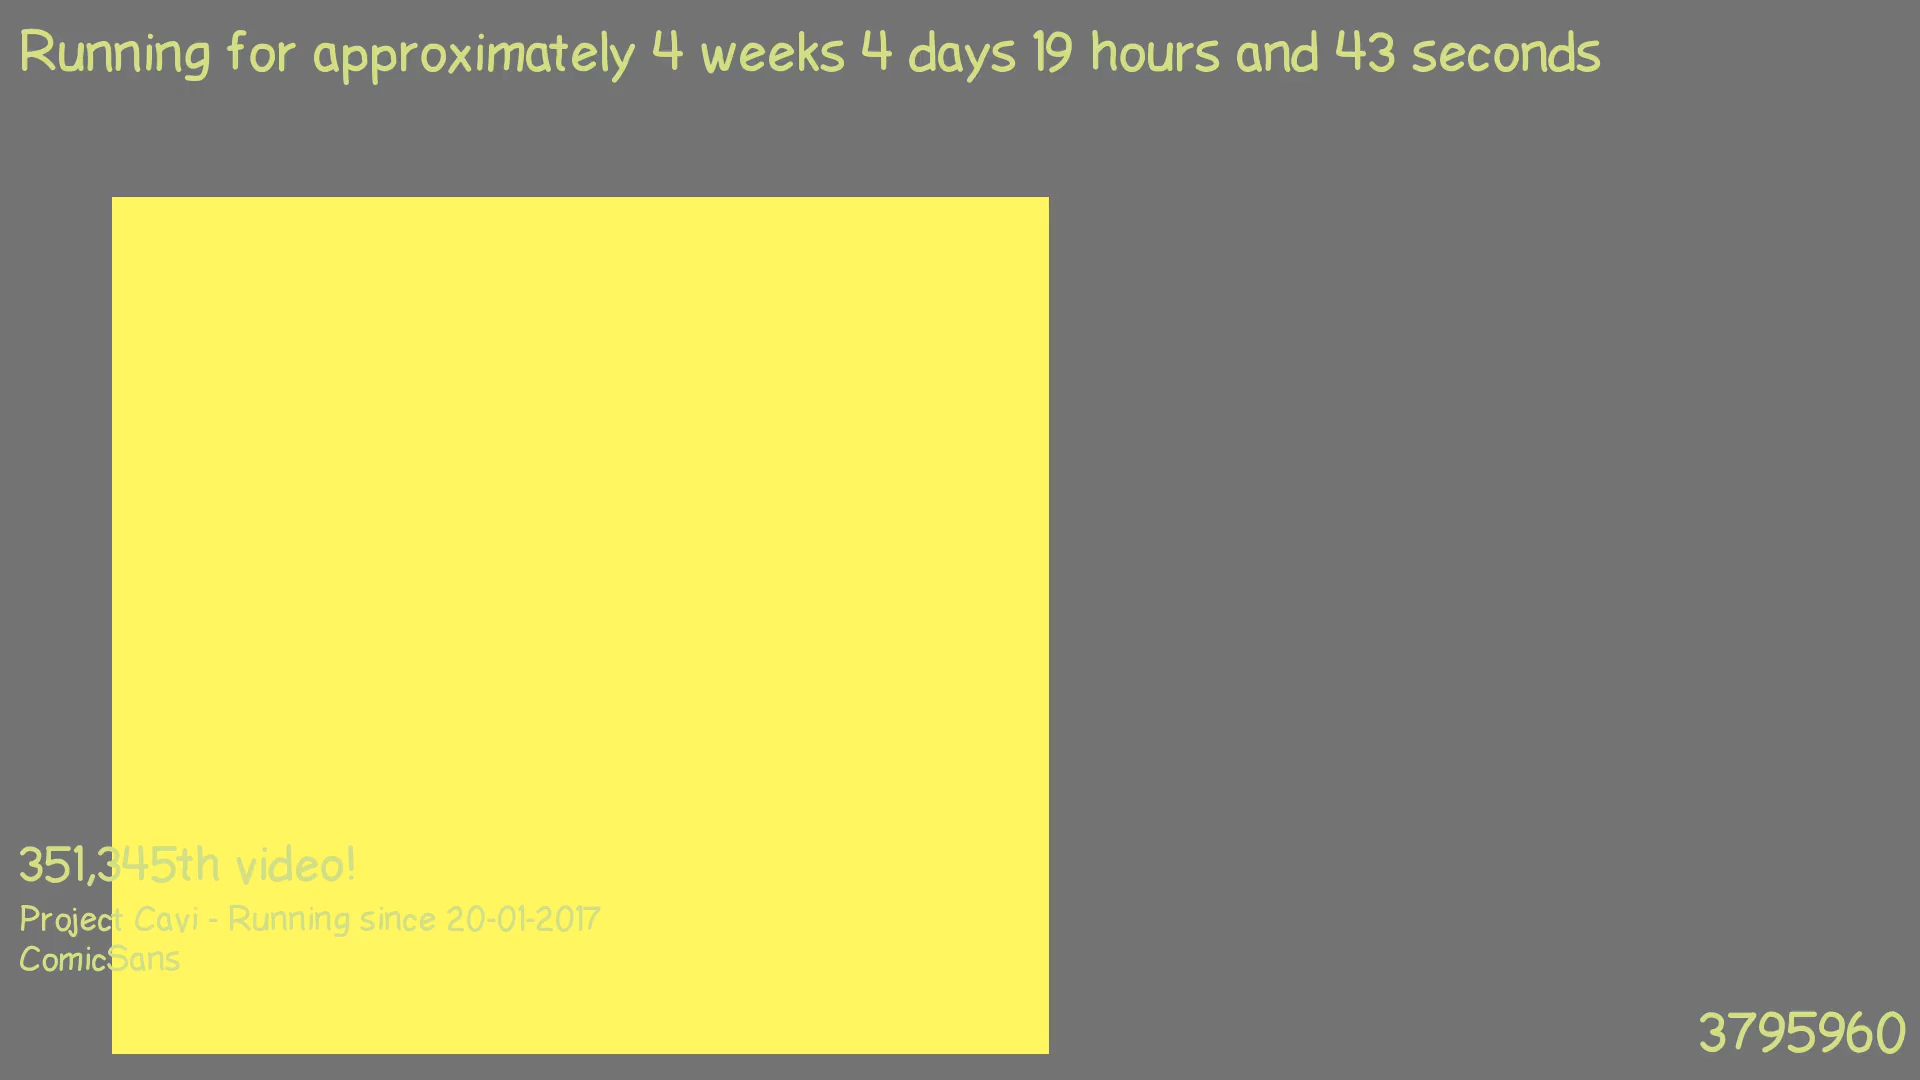 Running for approximately 4 weeks 4 days 19 hours and 43 seconds
351,345th video!
Project Cavi - Running since 20-01-2017
ComicSans
3795960